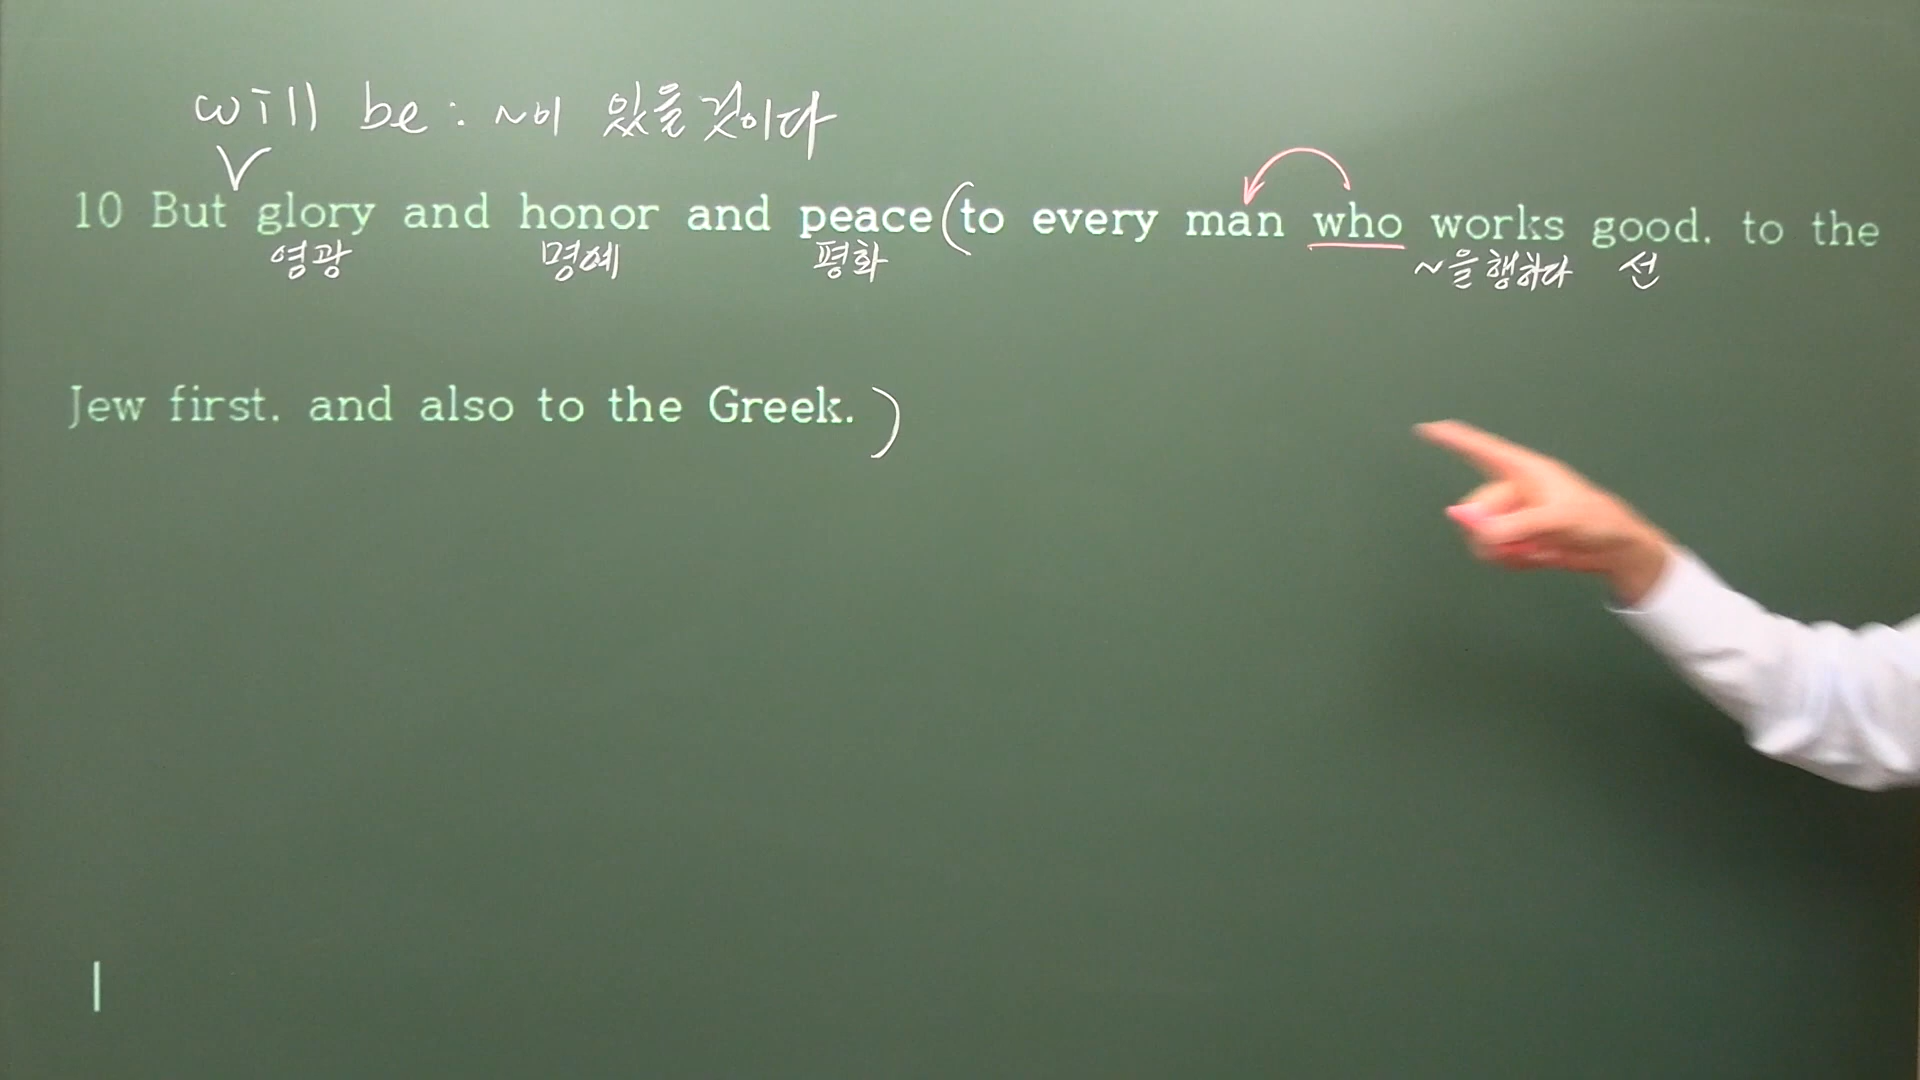 will be : ~이 있을 것이다
10 But glory and honor and peace (to every man who works good, to the
영광 명예 평화 ~을 행하다 선
Jew first, and also to the Greek. )